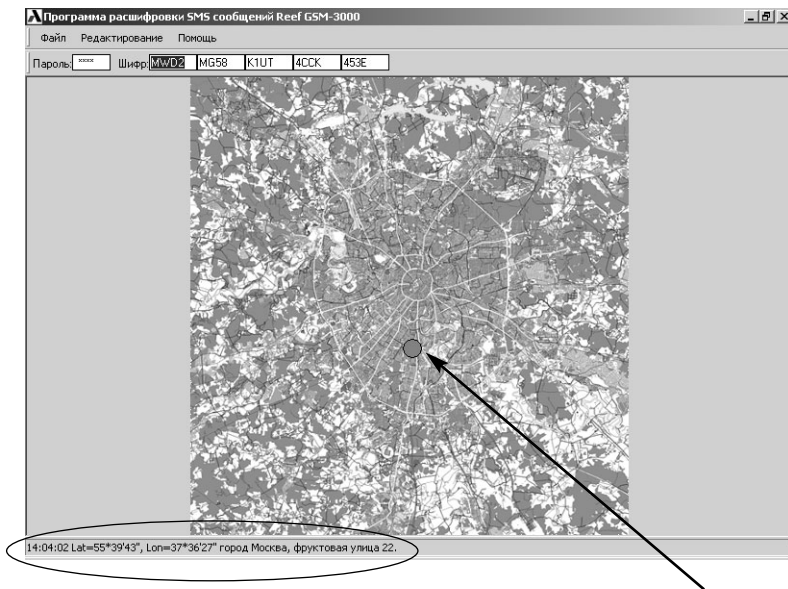 Программа расшифровки SMS сообщений Reef GSM-3000
Файл Редактирование Помощь
Пароль: **** Шифр: MWD2 MG58 K1UT 4CCK 453E
14:04:02 Lat=55*39'43", Lon=37*36'27" город Москва, фруктовая улица 22.